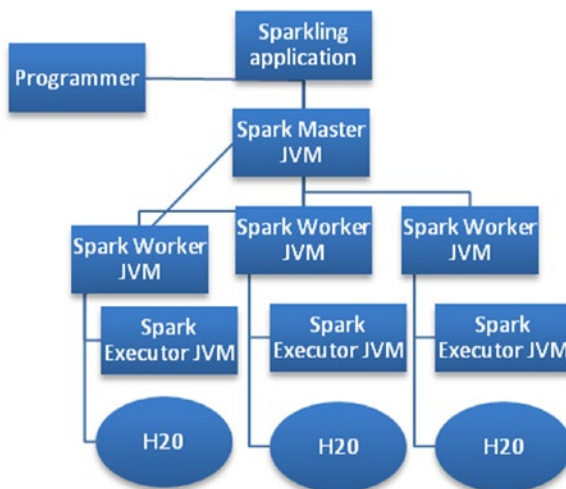 Sparkling
application
Programmer
Spark Master
JVM
Spark Worker
JVM
Spark Worker
JVM
Spark Worker
JVM
Spark
Executor JVM
Spark
Executor JVM
Spark
Executor JVM
H20
H20
H20